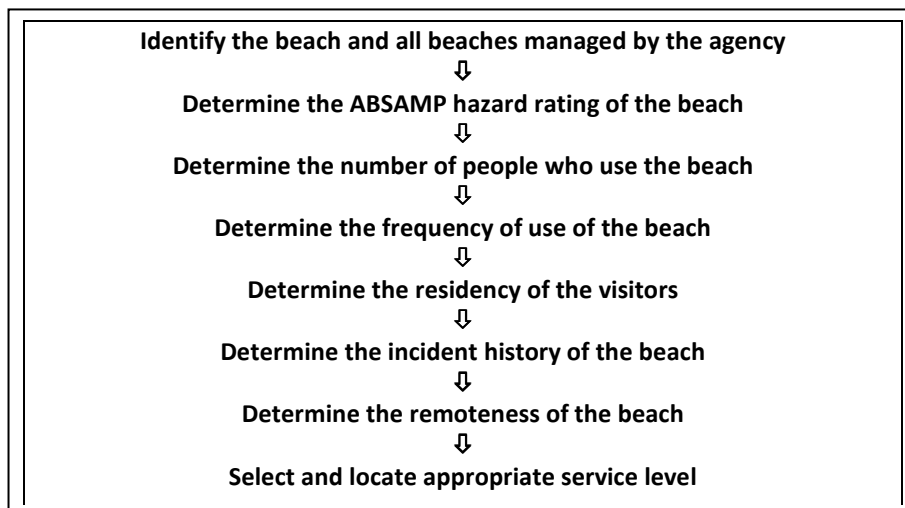 Identify the beach and all beaches managed by the agency
⇩
Determine the ABSAMP hazard rating of the beach
⇩
Determine the number of people who use the beach
⇩
Determine the frequency of use of the beach
⇩
Determine the residency of the visitors
⇩
Determine the incident history of the beach
⇩
Determine the remoteness of the beach
⇩
Select and locate appropriate service level